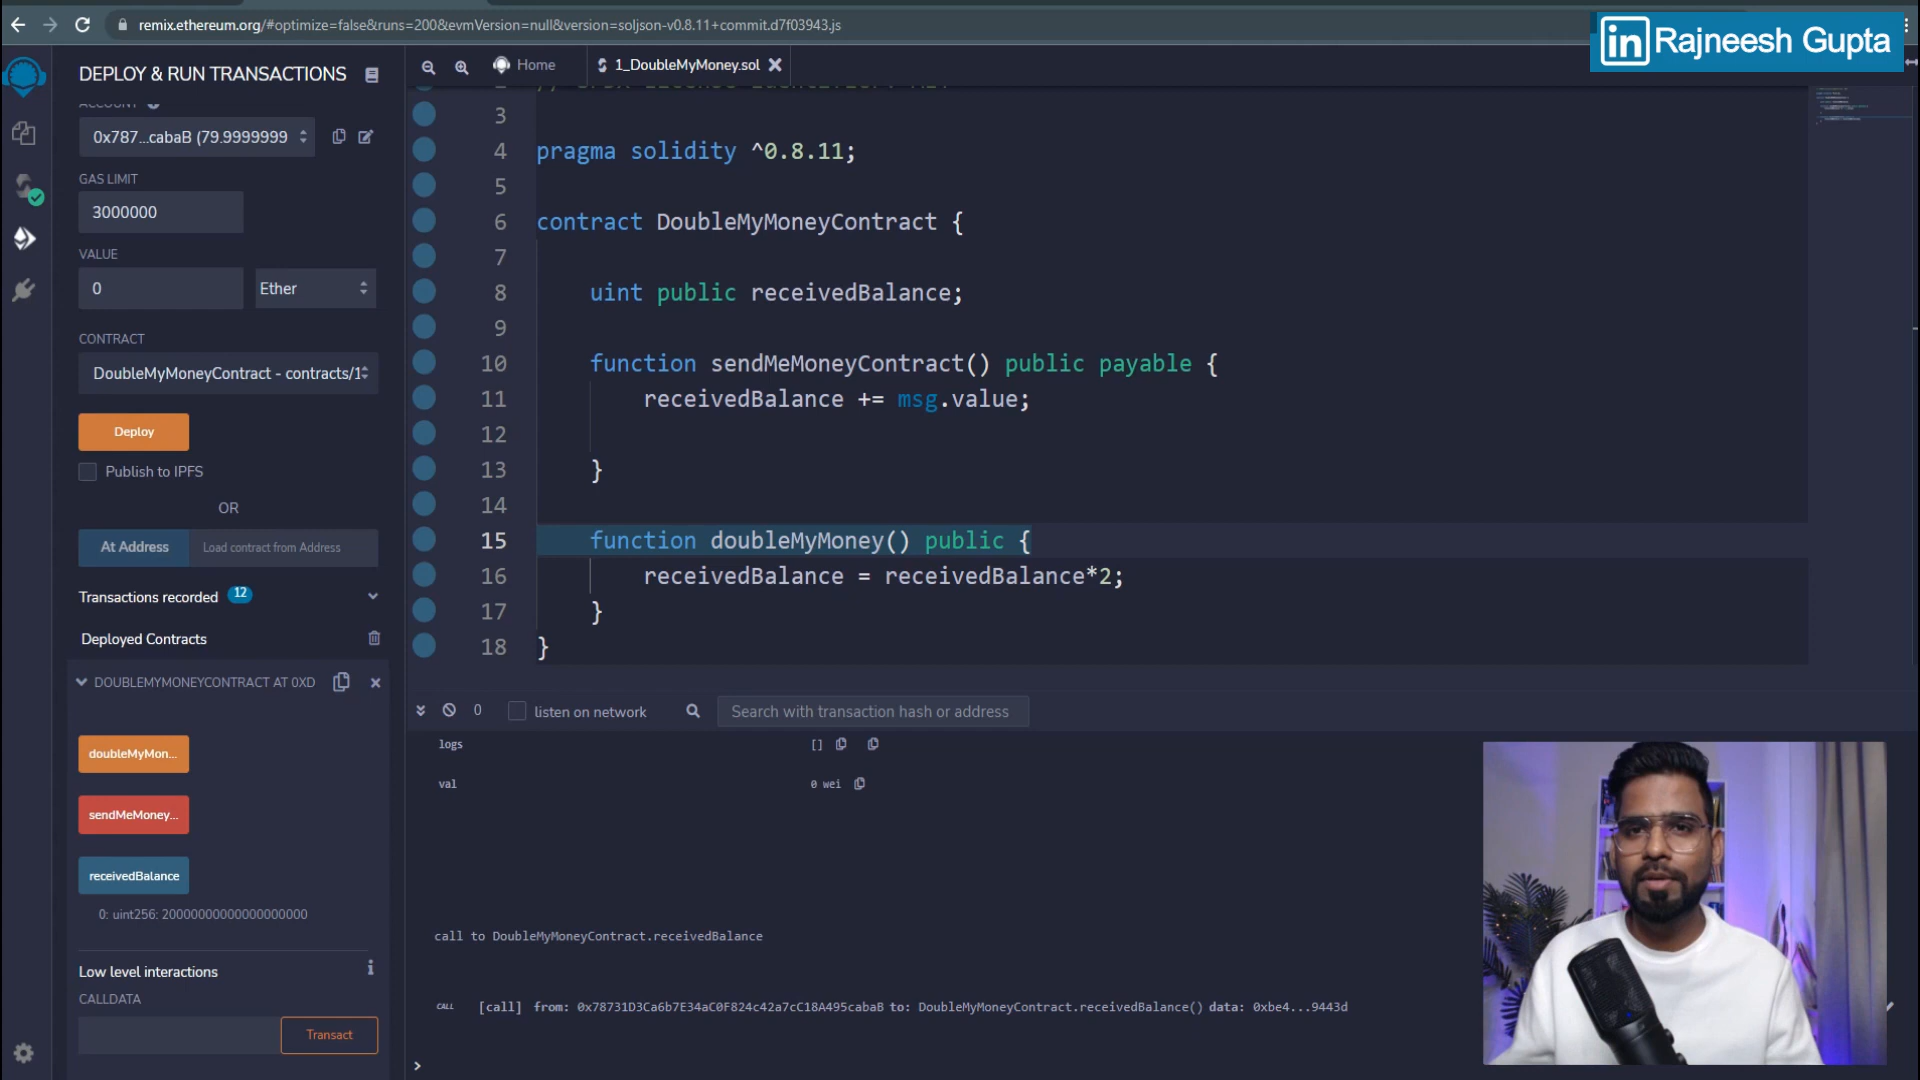 remix.ethereum.org/#optimize=false&runs=200&evmVersion=null&version=soljson-v0.8.11+commit.d7f03943.js
in Rajneesh Gupta
DEPLOY & RUN TRANSACTIONS
Home
1_DoubleMyMoney.sol
ACCOUNT
0x787...cabaB (79.9999999
GAS LIMIT
3000000
VALUE
0
Ether
CONTRACT
DoubleMyMoneyContract - contracts/1
Deploy
Publish to IPFS
OR
At Address
Load contract from Address
Transactions recorded 12
Deployed Contracts
DOUBLEMYMONEYCONTRACT AT 0XD
doubleMyMon...
sendMeMoney...
receivedBalance
0: uint256: 20000000000000000000
Low level interactions
i
CALLDATA
Transact
3
4 pragma solidity ^0.8.11;
5
6 contract DoubleMyMoneyContract {
7
8 uint public receivedBalance;
9
10 function sendMeMoneyContract() public payable {
11 receivedBalance += msg.value;
12
13 }
14
15 function doubleMyMoney() public {
16 receivedBalance = receivedBalance*2;
17 }
18 }
0
listen on network
Search with transaction hash or address
logs []
val 0 wei
call to DoubleMyMoneyContract.receivedBalance
CALL [call] from: 0x78731D3Ca6b7E34aC0F824c42a7cC18A495cabaB to: DoubleMyMoneyContract.receivedBalance() data: 0xbe4...9443d
>